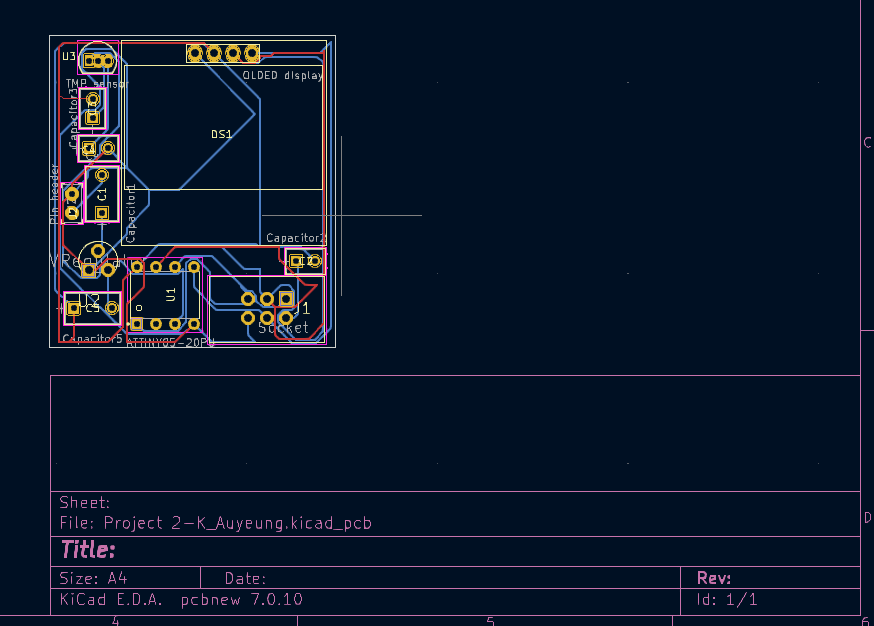 U3
OLDED display
TMP sensor
Capacitor3
DS1
C
Pin header
C1
Capacitor1
Capacitor2
U1
J1
Socket
C5
Capacitor5
ATTINY85-20PU
Sheet:
File: Project 2-K_Auyeung.kicad_pcb
D
Title:
Size: A4 Date: Rev:
KiCad E.D.A. pcbnew 7.0.10 Id: 1/1
4 5 6